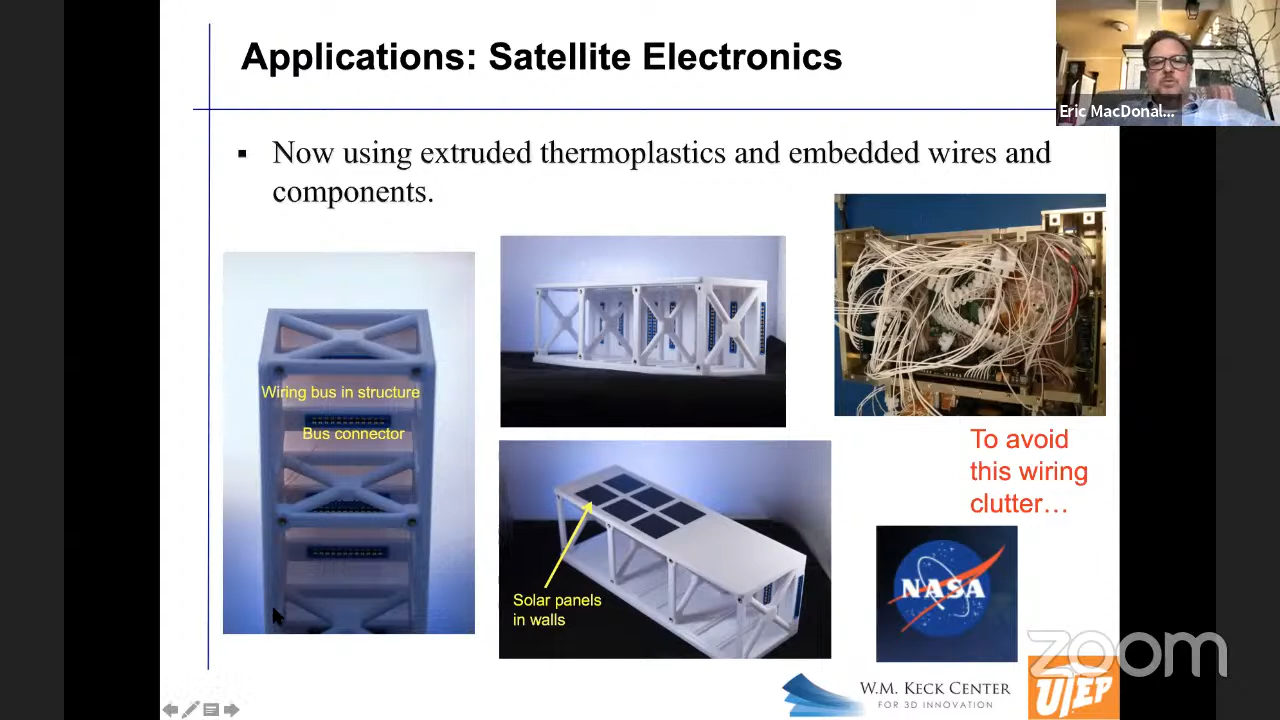 Applications: Satellite Electronics
Eric MacDonal...
▪ Now using extruded thermoplastics and embedded wires and
components.
Wiring bus in structure
Bus connector
To avoid
this wiring
clutter…
Solar panels
in walls
NASA
zoom
W.M. KECK CENTER
FOR 3D INNOVATION
UTEP